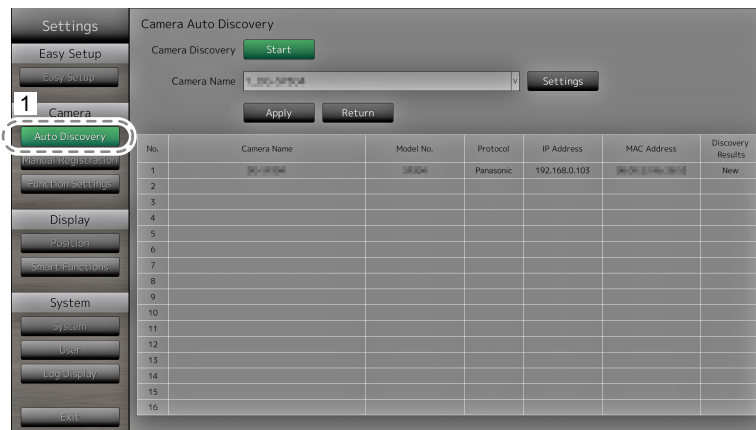 Settings
Easy Setup
Easy Setup
1
Camera
Auto Discovery
Manual Registration
Function Settings
Display
Position
Smart Functions
System
System
User
Log Display
Exit
Camera Auto Discovery
Camera Discovery Start
Camera Name Settings
Apply Return
No. Camera Name Model No. Protocol IP Address MAC Address Discovery Results
1 Panasonic 192.168.0.103 New
2
3
4
5
6
7
8
9
10
11
12
13
14
15
16